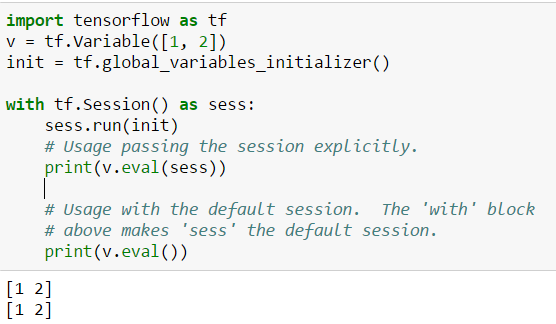 import tensorflow as tf
v = tf.Variable([1, 2])
init = tf.global_variables_initializer()

with tf.Session() as sess:
    sess.run(init)
    # Usage passing the session explicitly.
    print(v.eval(sess))

    # Usage with the default session.  The 'with' block
    # above makes 'sess' the default session.
    print(v.eval())

[1 2]
[1 2]